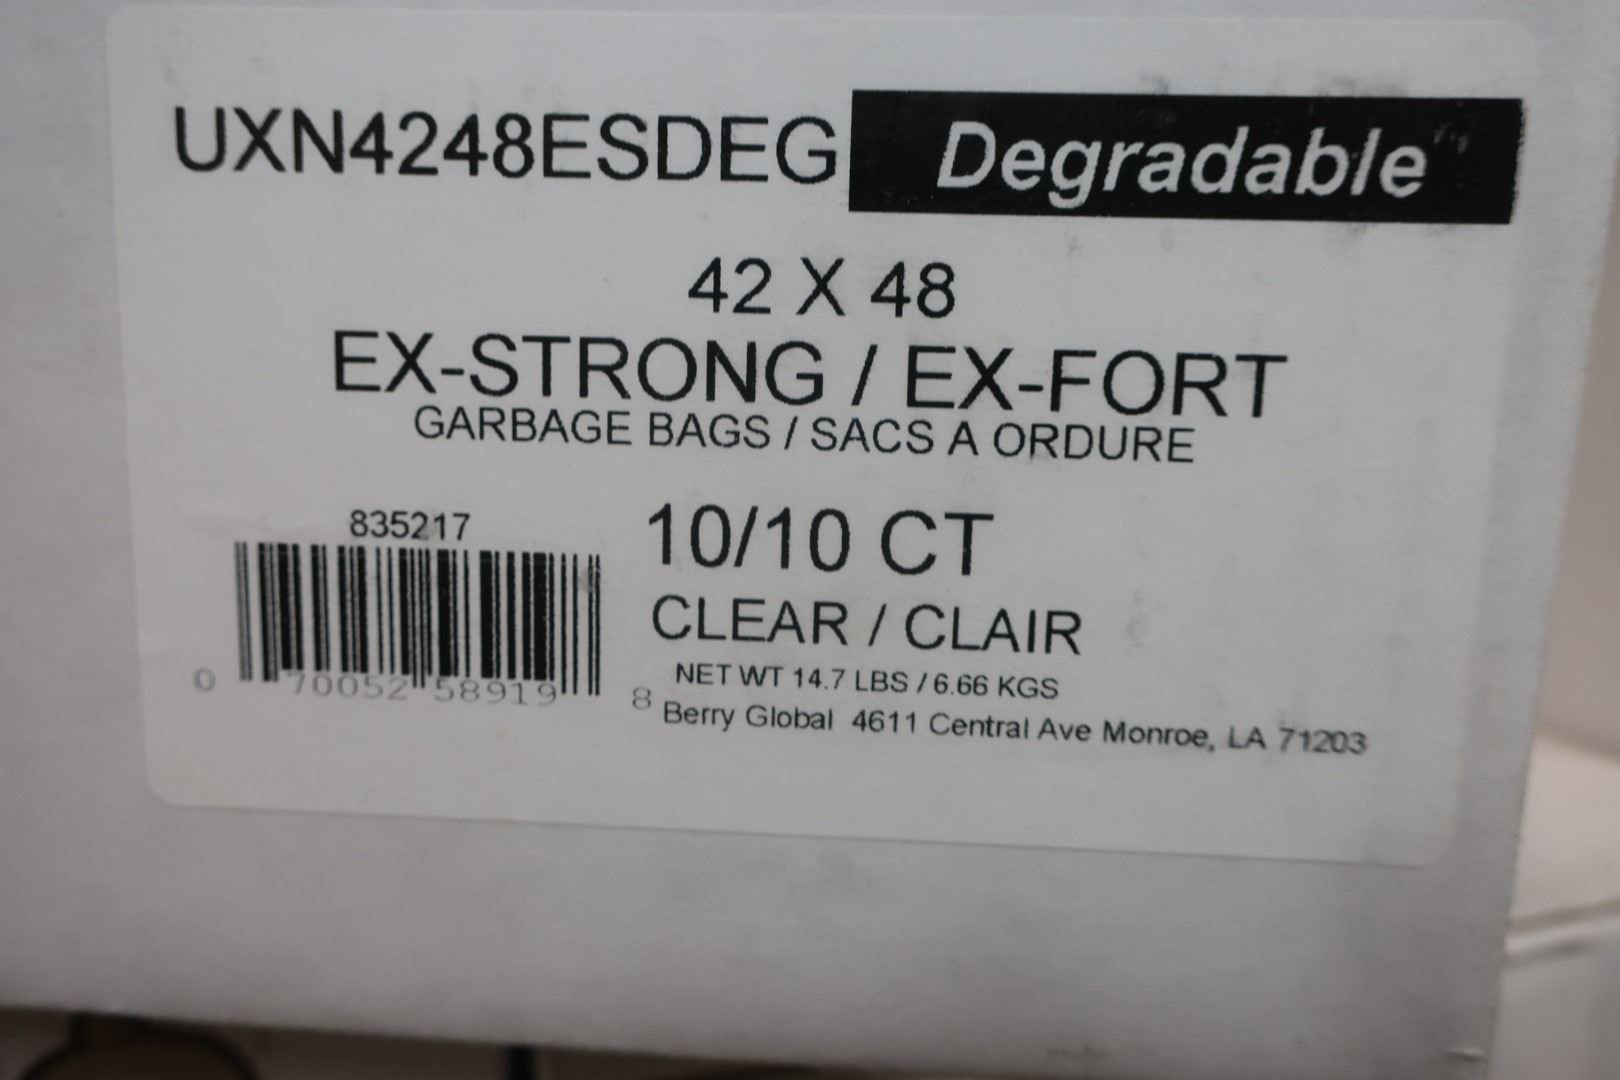 UXN4248ESDEG Degradable
42 X 48
EX-STRONG / EX-FORT
GARBAGE BAGS / SACS A ORDURE
835217
10/10 CT
CLEAR / CLAIR
0 70052 58919 8
NET WT 14.7 LBS / 6.66 KGS
Berry Global 4611 Central Ave Monroe, LA 71203